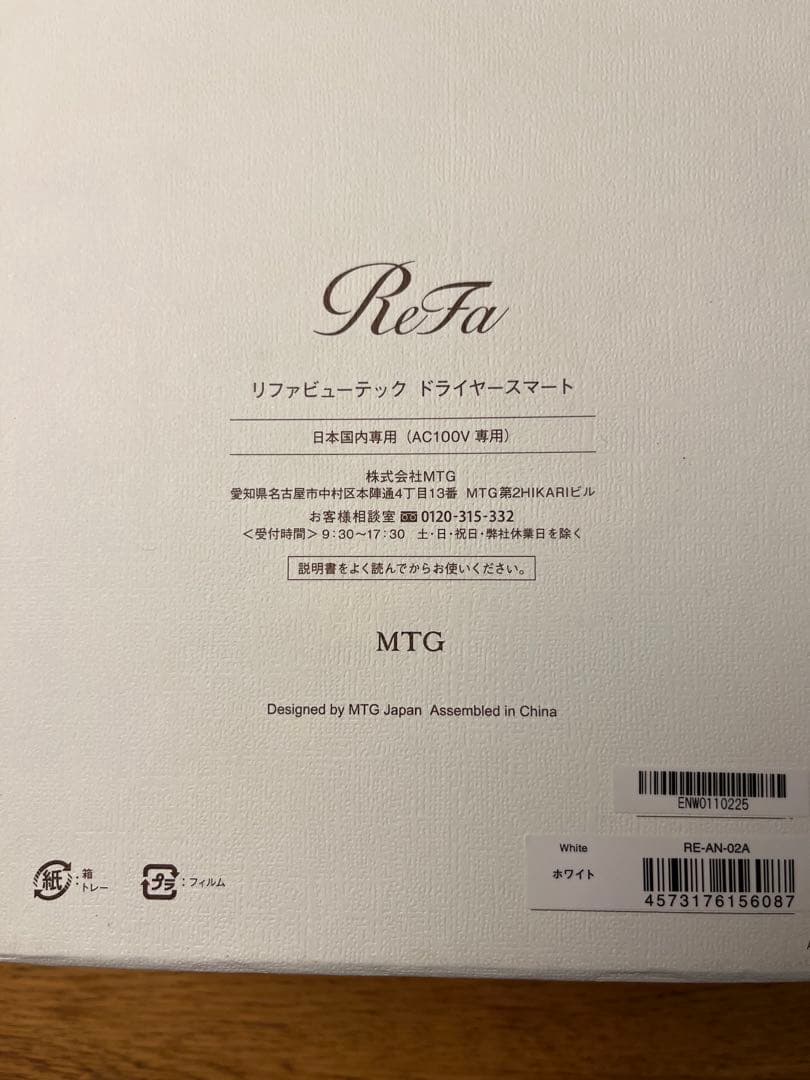 ReFa
リファビューテック ドライヤースマート
日本国内専用（AC100V 専用）
株式会社MTG
愛知県名古屋市中村区本陣通4丁目13番 MTG第2HIKARIビル
お客様相談室 0120-315-332
＜受付時間＞9:30〜17:30 土・日・祝日・弊社休業日を除く
説明書をよく読んでからお使いください。
MTG
Designed by MTG Japan Assembled in China
ENW0110225
White RE-AN-02A
ホワイト
4573176156087
紙：箱
・トレー
プラ：フィルム